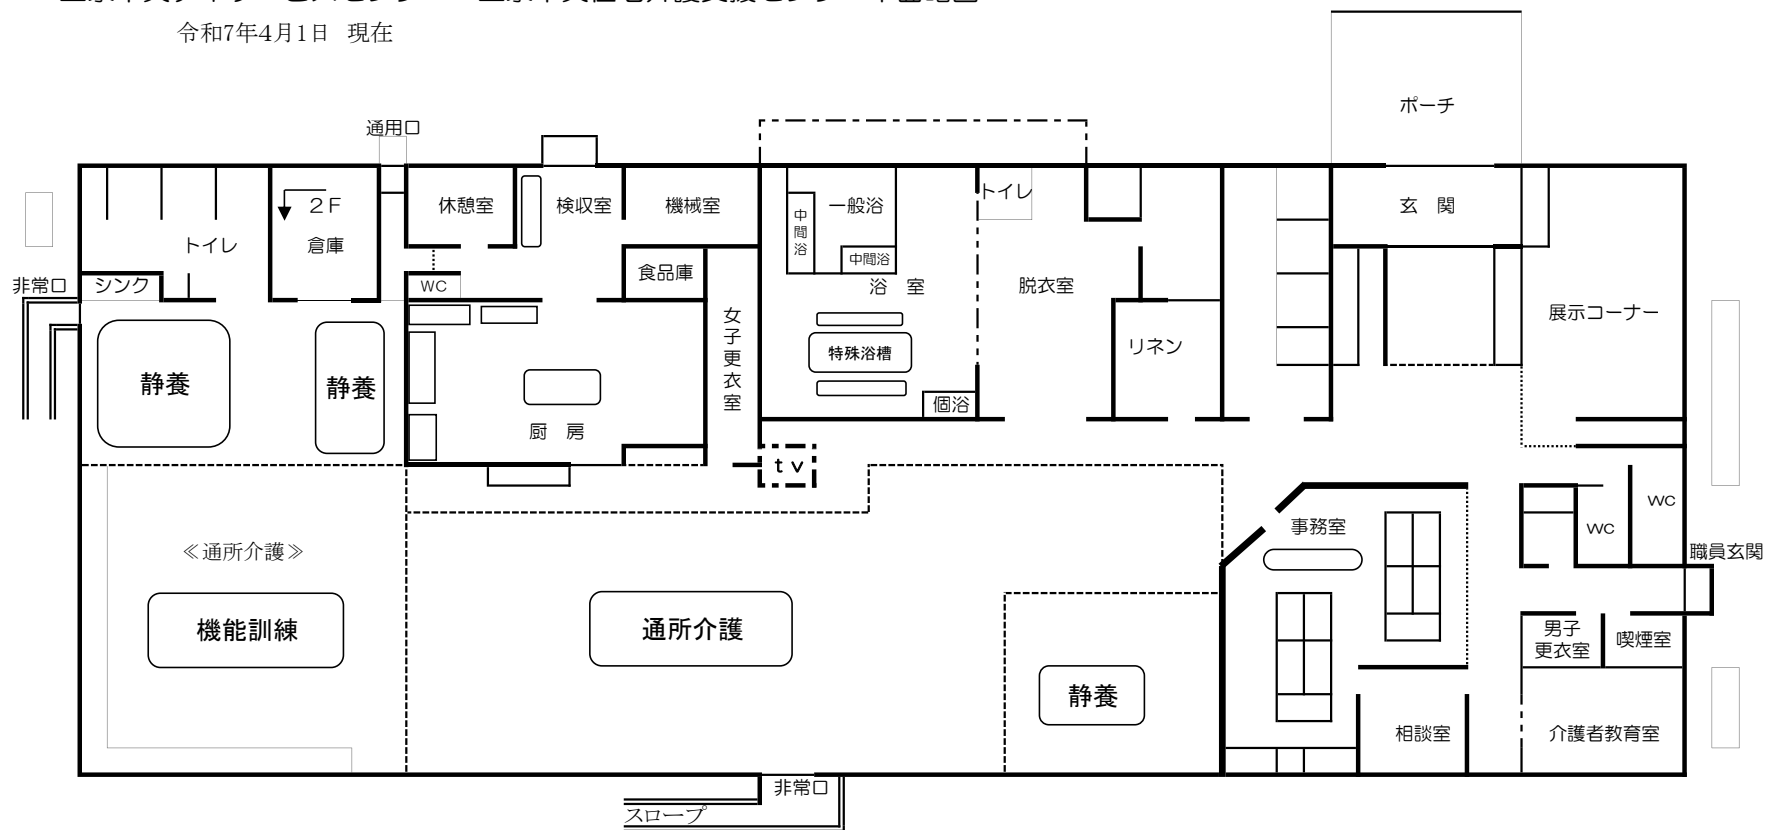 令和7年4月1日 現在
ポーチ
通用口
休憩室
検収室
機械室
中間浴
一般浴
トイレ
玄 関
2F
倉庫
トイレ
中間浴
浴 室
脱衣室
食品庫
非常口
シンク
WC
展示コーナー
女子更衣室
リネン
特殊浴槽
静養
静養
個浴
厨 房
tv
WC
事務室
WC
≪通所介護≫
職員玄関
機能訓練
通所介護
男子
更衣室
喫煙室
静養
相談室
介護者教育室
非常口
スロープ